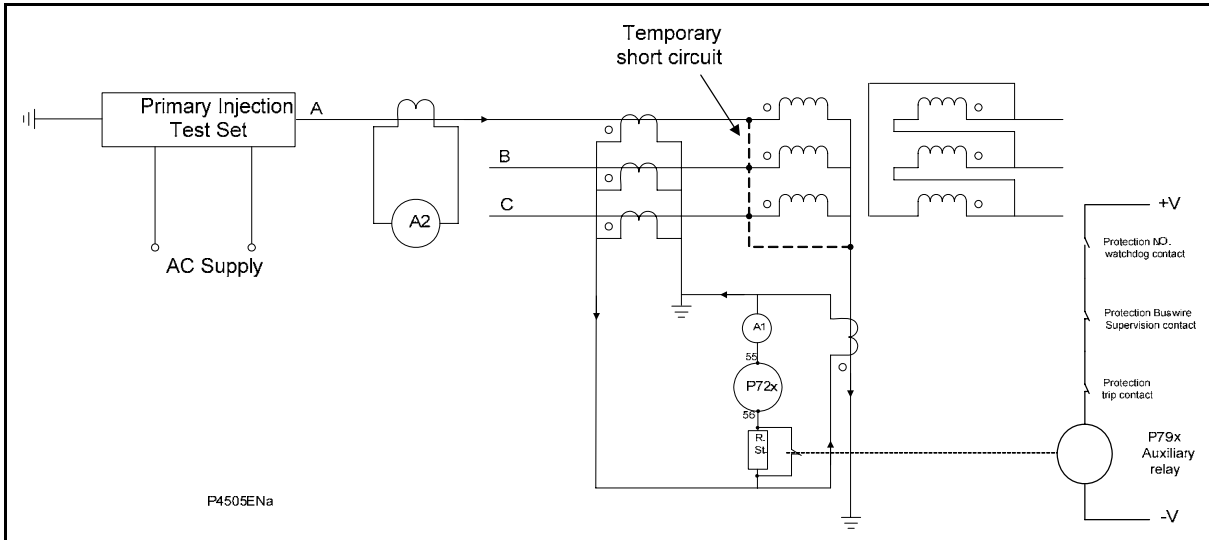 Temporary
short circuit
Primary Injection
Test Set
A
B
C
A2
AC Supply
+V
Protection N.O.
watchdog contact
Protection Buswire
Supervision contact
Protection
trip contact
A1
55
P72x
56
R.
St.
P79x
Auxiliary
relay
-V
P4505ENa